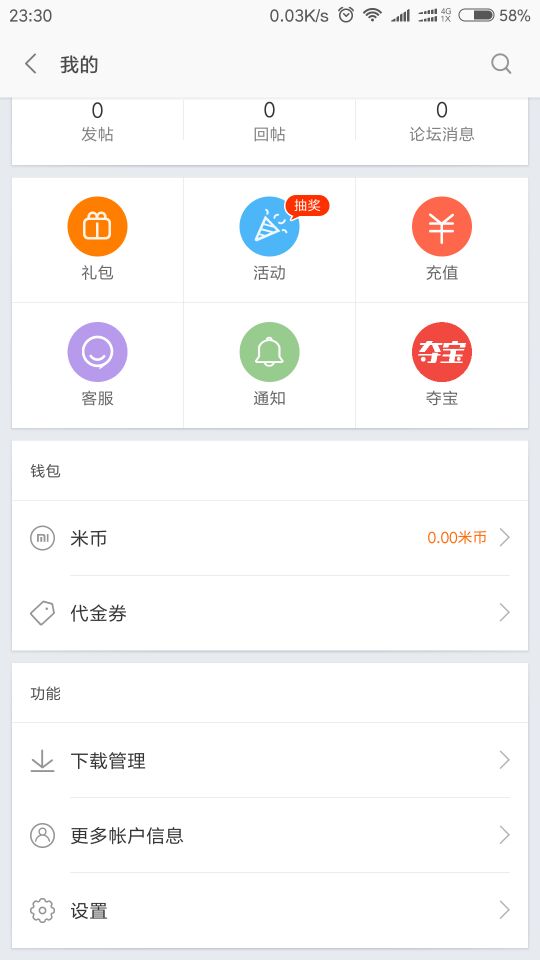 23:30 0.03K/s 4G 1X 58%
我的
0 0 0
发帖 回帖 论坛消息
抽奖
礼包 活动 充值
夺宝
客服 通知 夺宝
钱包
MI 米币 0.00米币
代金券
功能
下载管理
更多帐户信息
设置